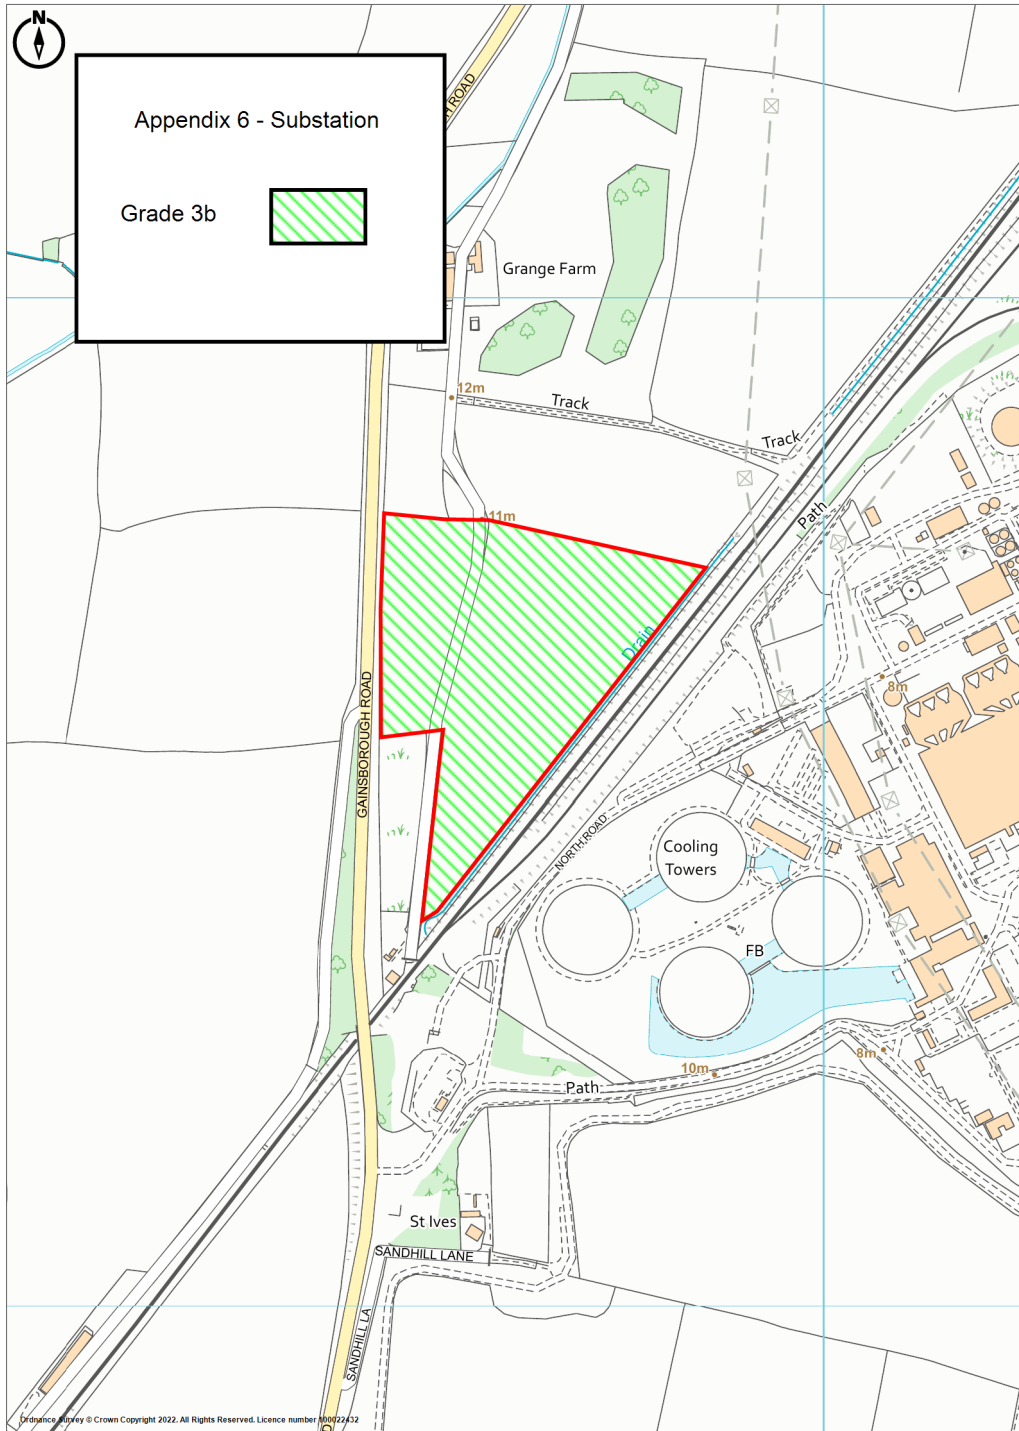 N
H ROAD
Appendix 6 - Substation
Grade 3b
Grange Farm
12m
Track
Track
11m
Path
Drain
8m
GAINSBOROUGH ROAD
NORTH ROAD
Cooling
Towers
FB
8m
10m
Path
St Ives
SANDHILL LANE
SANDHILL LA
Ordnance Survey © Crown Copyright 2022. All Rights Reserved. Licence number 100022432